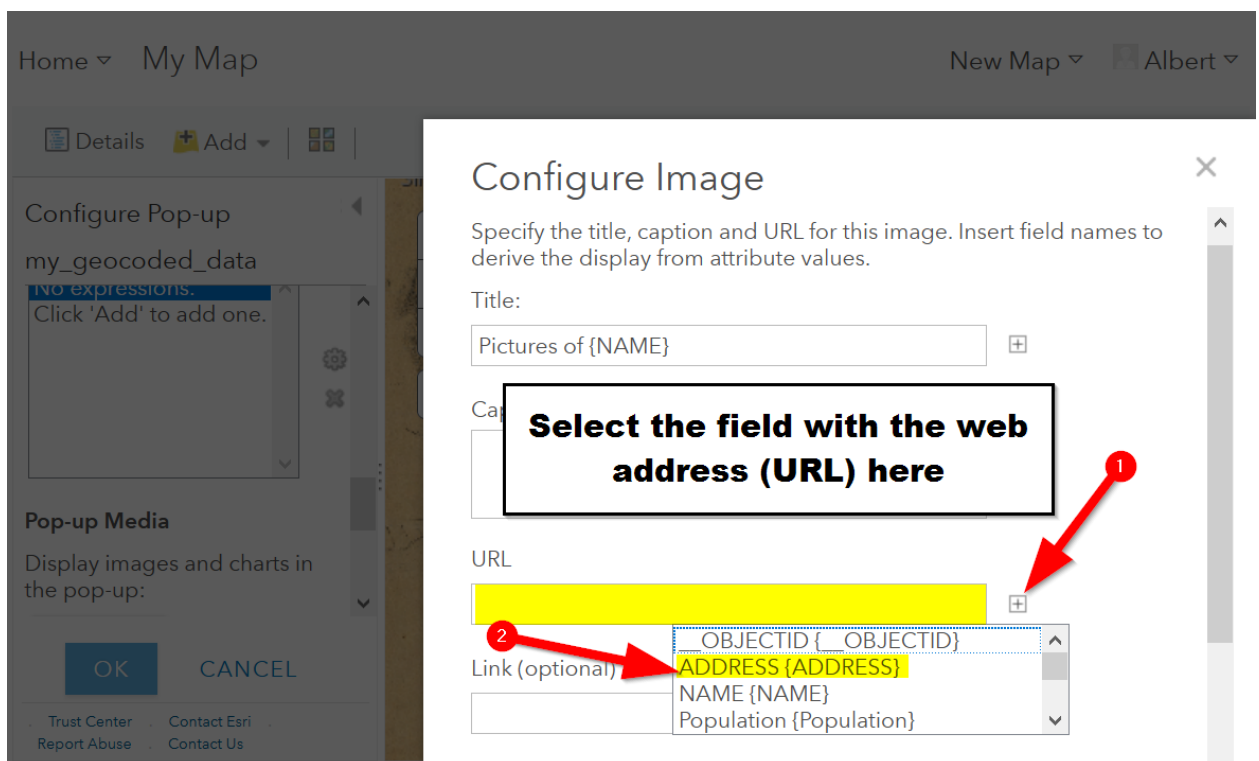 Home My Map New Map Albert
Details Add
Configure Pop-up
my_geocoded_data
No expressions.
Click 'Add' to add one.
Pop-up Media
Display images and charts in
the pop-up:
OK CANCEL
Trust Center . Contact Esri .
Report Abuse . Contact Us
Configure Image
Specify the title, caption and URL for this image. Insert field names to
derive the display from attribute values.
Title:
Pictures of {NAME}
Select the field with the web
address (URL) here
1
URL
2
__OBJECTID {__OBJECTID}
ADDRESS {ADDRESS}
NAME {NAME}
Population {Population}
Link (optional)